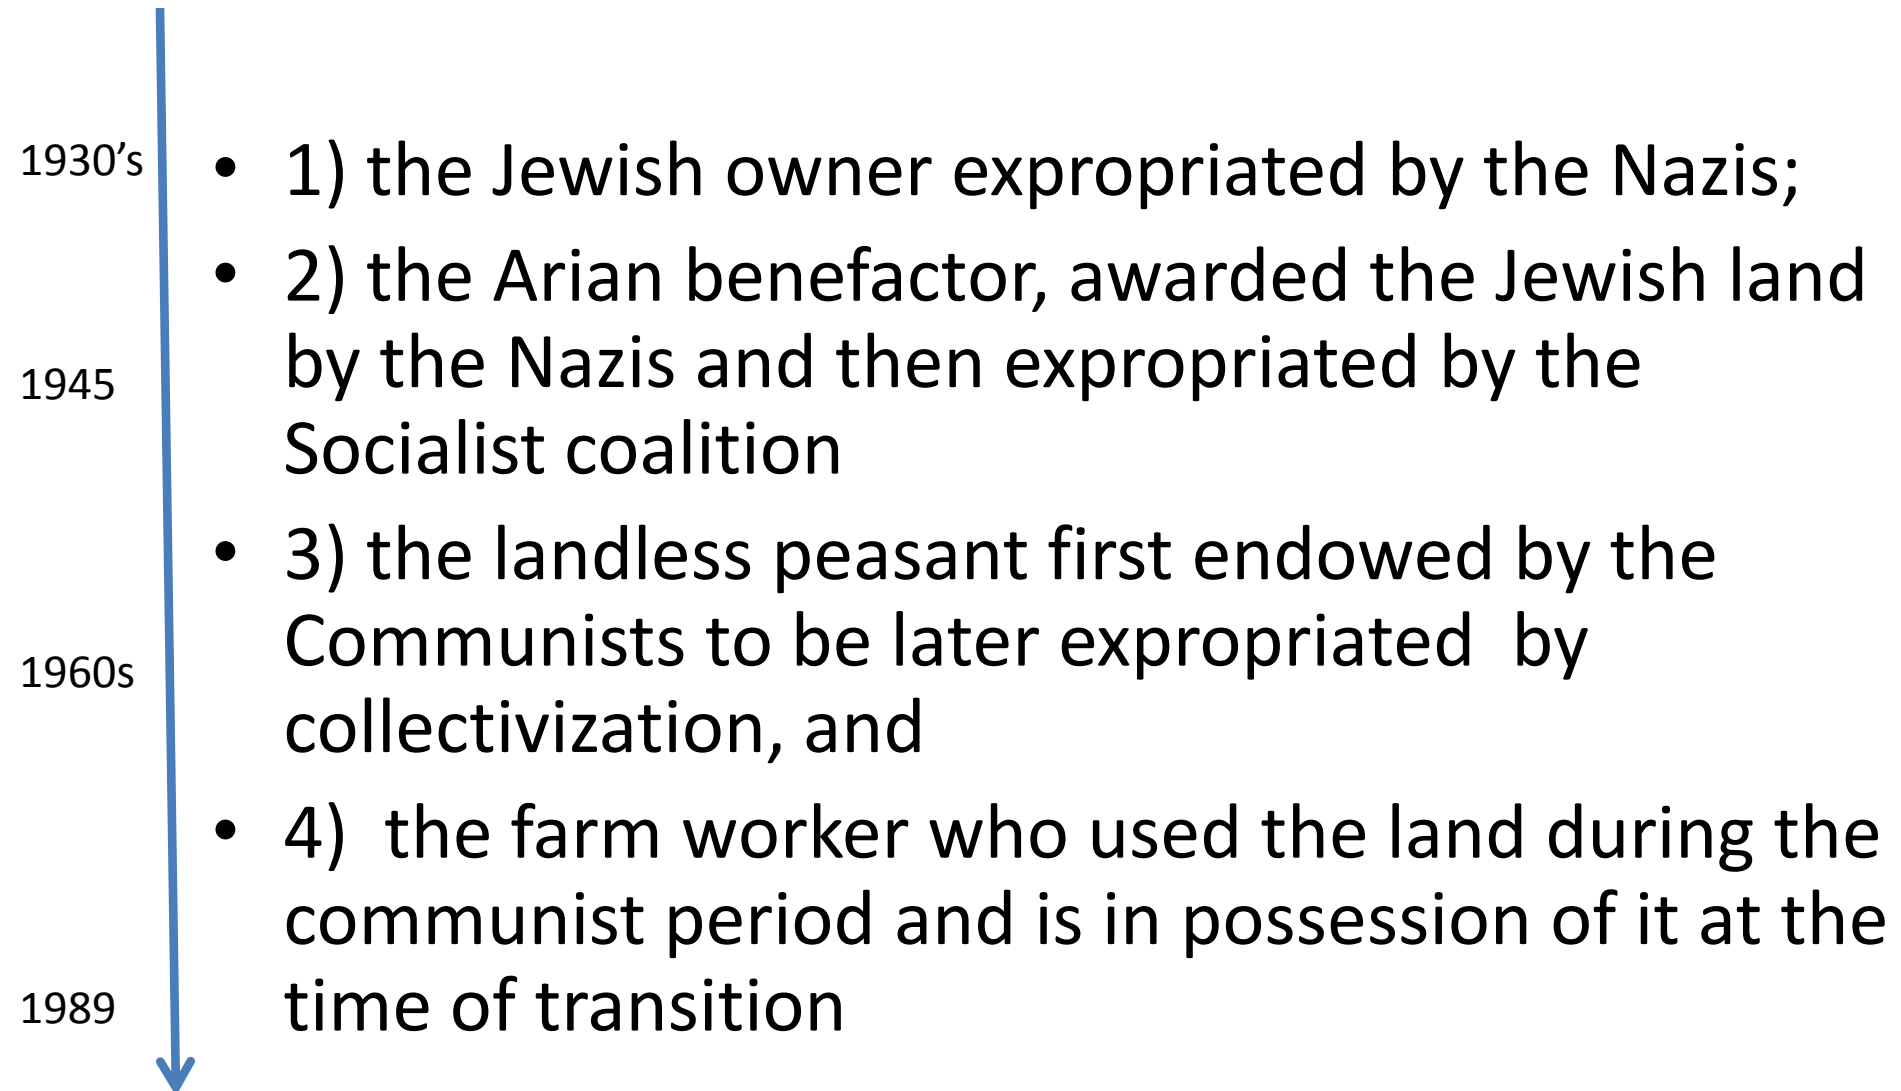 1930’s
• 1) the Jewish owner expropriated by the Nazis;
• 2) the Arian benefactor, awarded the Jewish land
by the Nazis and then expropriated by the
1945
Socialist coalition
• 3) the landless peasant first endowed by the
Communists to be later expropriated  by
1960s
collectivization, and
• 4)  the farm worker who used the land during the
communist period and is in possession of it at the
time of transition
1989